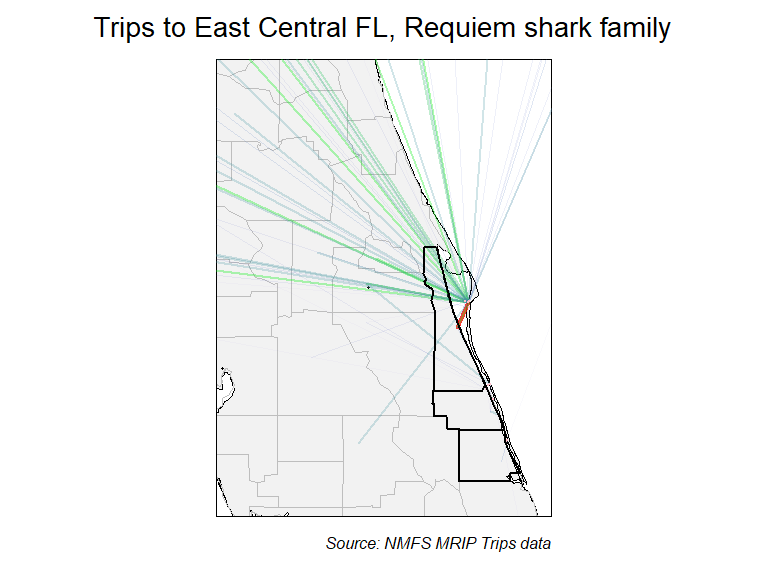 Trips to East Central FL, Requiem shark family
Source: NMFS MRIP Trips data